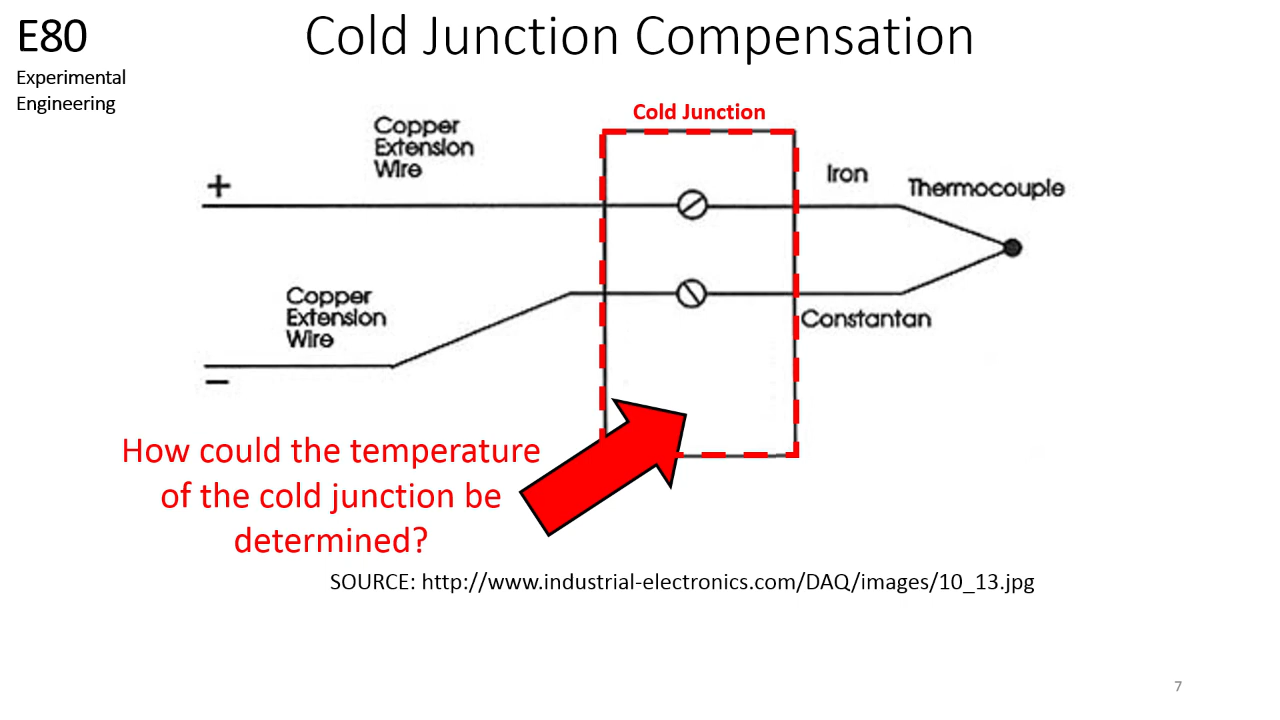 E80
Experimental
Engineering
Cold Junction Compensation
Cold Junction
Copper
Extension
Wire
+
Iron
Thermocouple
Copper
Extension
Wire
Constantan
−
How could the temperature
of the cold junction be
determined?
SOURCE: http://www.industrial-electronics.com/DAQ/images/10_13.jpg
7